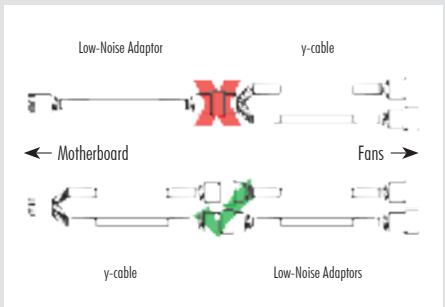 Low-Noise Adaptor y-cable
Motherboard Fans
y-cable Low-Noise Adaptors